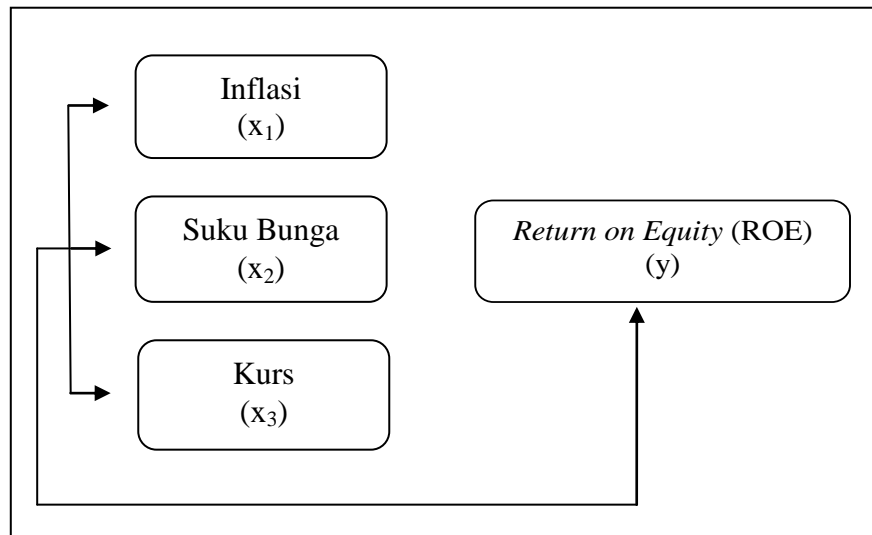 Inflasi
(x₁)
Suku Bunga
(x₂)
Return on Equity (ROE)
(y)
Kurs
(x₃)